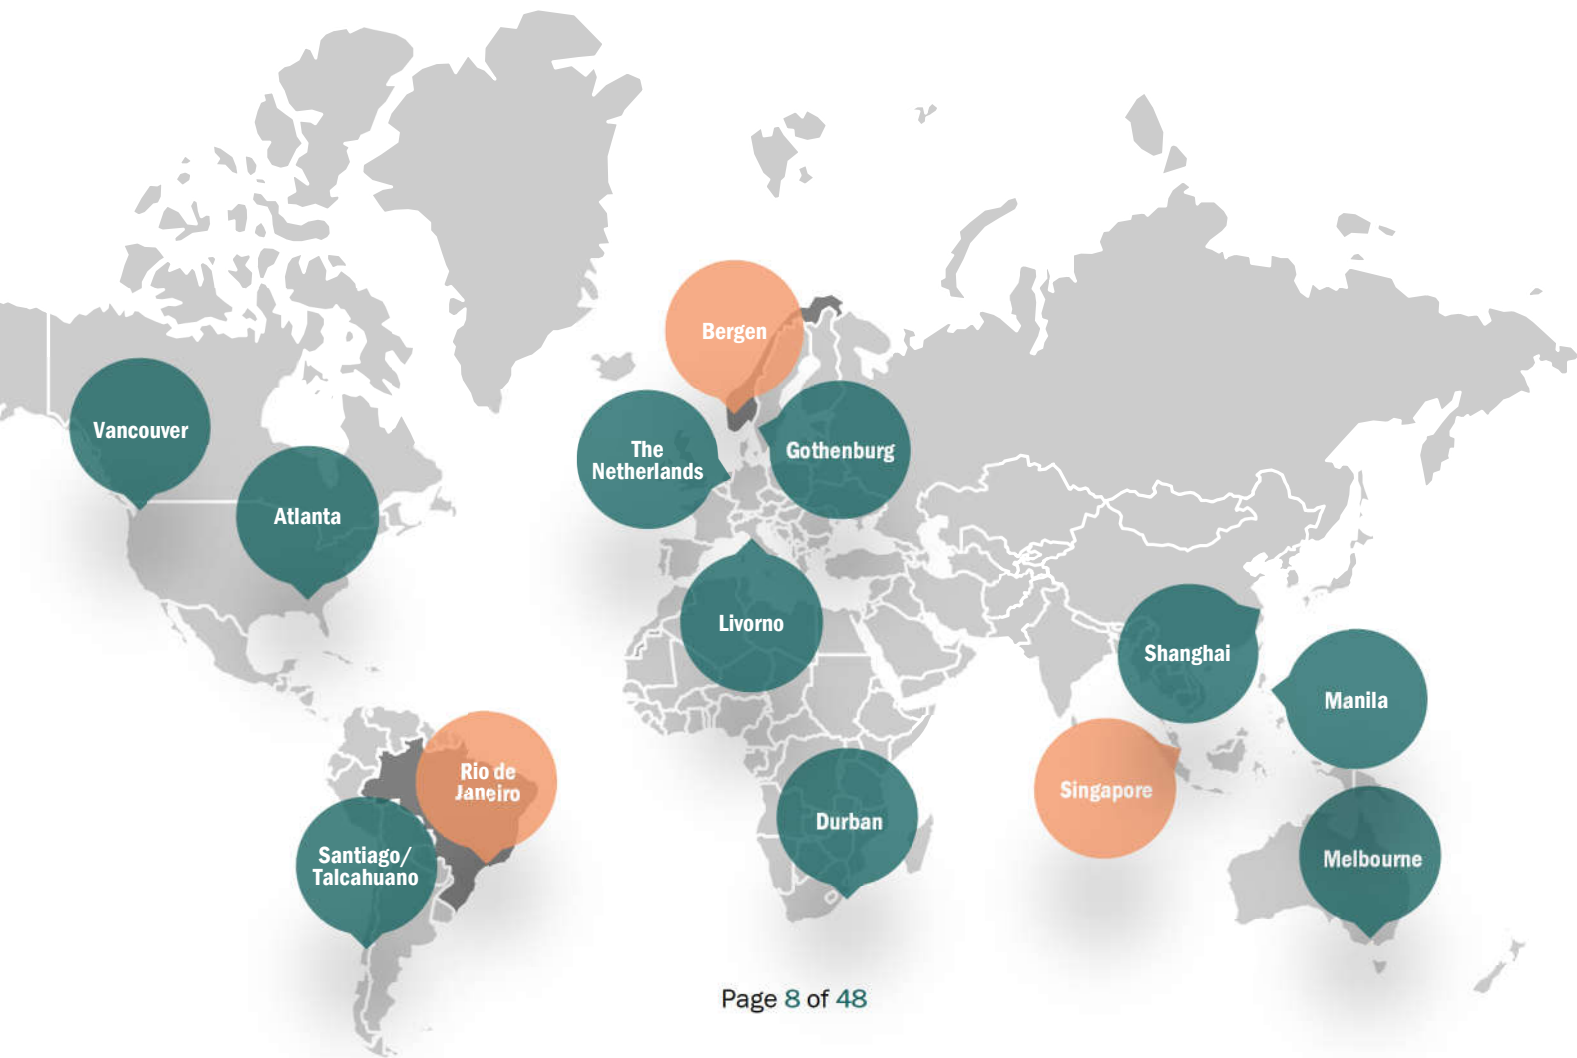 Bergen
Vancouver
The
Netherlands
Gothenburg
Atlanta
Livorno
Shanghai
Manila
Rio de
Janeiro
Singapore
Durban
Santiago/
Talcahuano
Melbourne
Page 8 of 48